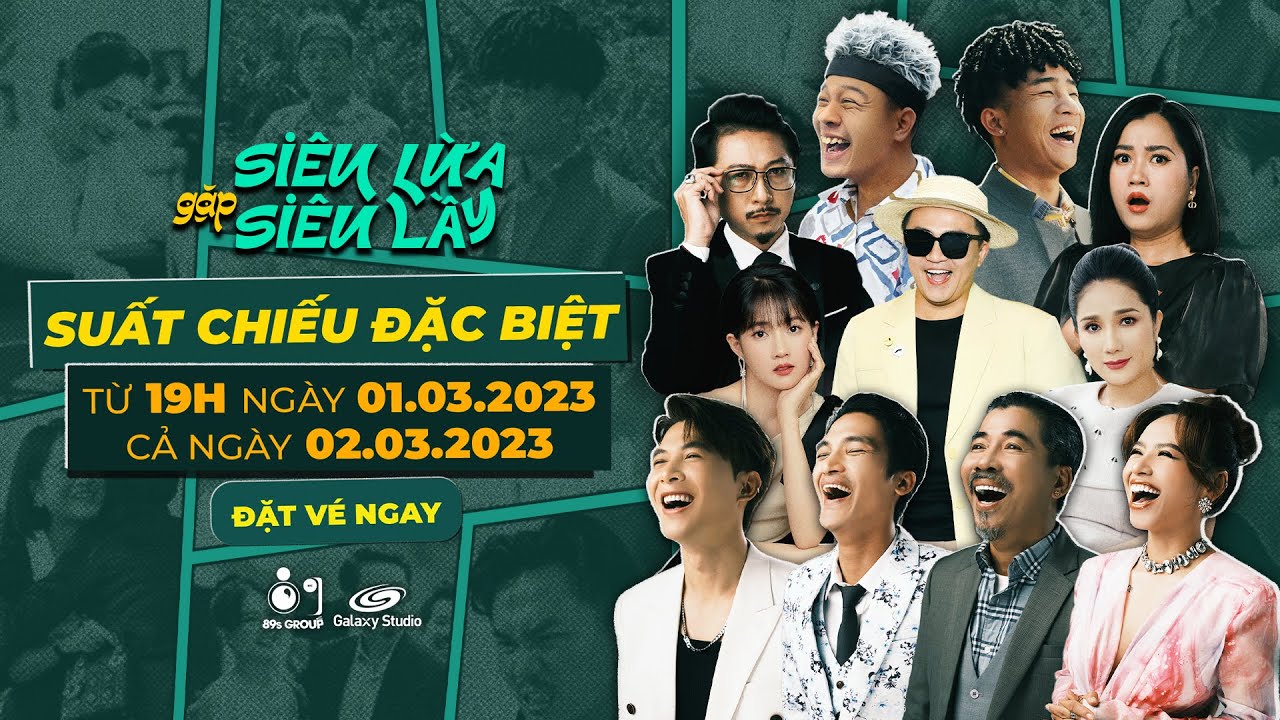 SIÊU LỪA
gặp SIÊU LẦY
SUẤT CHIẾU ĐẶC BIỆT
TỪ 19H NGÀY 01.03.2023
CẢ NGÀY 02.03.2023
ĐẶT VÉ NGAY
89s GROUP
Galaxy Studio